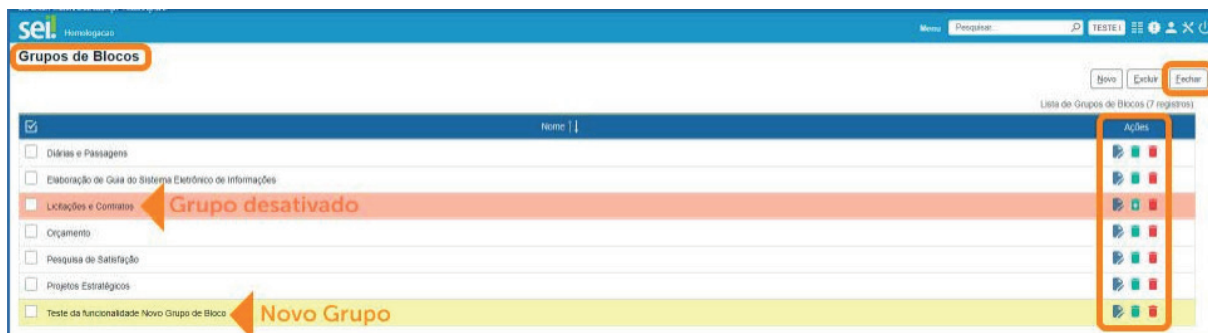 sei! Homologacao
Menu Pesquisar... TESTE
Grupos de Blocos
Novo Excluir Fechar
Lista de Grupos de Blocos (7 registros)
Nome Ações
Diárias e Passagens
Elaboração de Guia do Sistema Eletrônico de Informações
Licitações e Contratos Grupo desativado
Orçamento
Pesquisa de Satisfação
Projetos Estratégicos
Teste da funcionalidade Novo Grupo de Bloco Novo Grupo